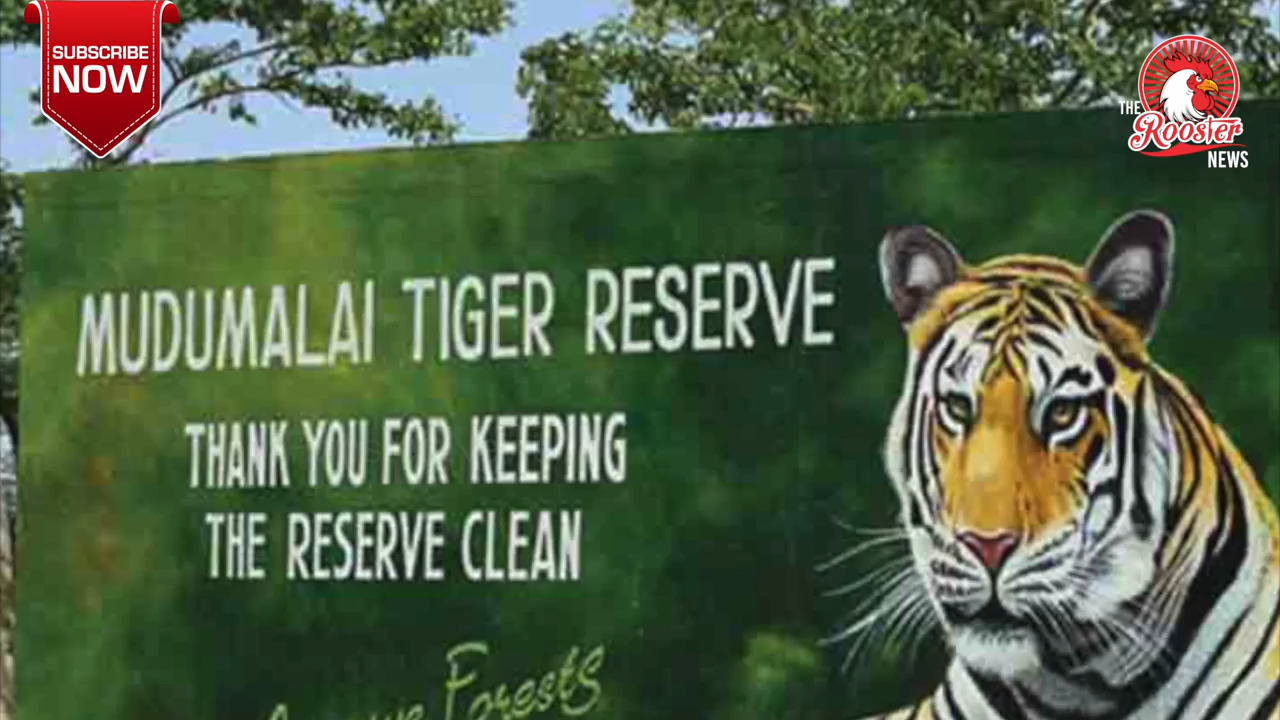 SUBSCRIBE
NOW
THE
Rooster
NEWS
MUDUMALAI TIGER RESERVE
THANK YOU FOR KEEPING
THE RESERVE CLEAN
Forests